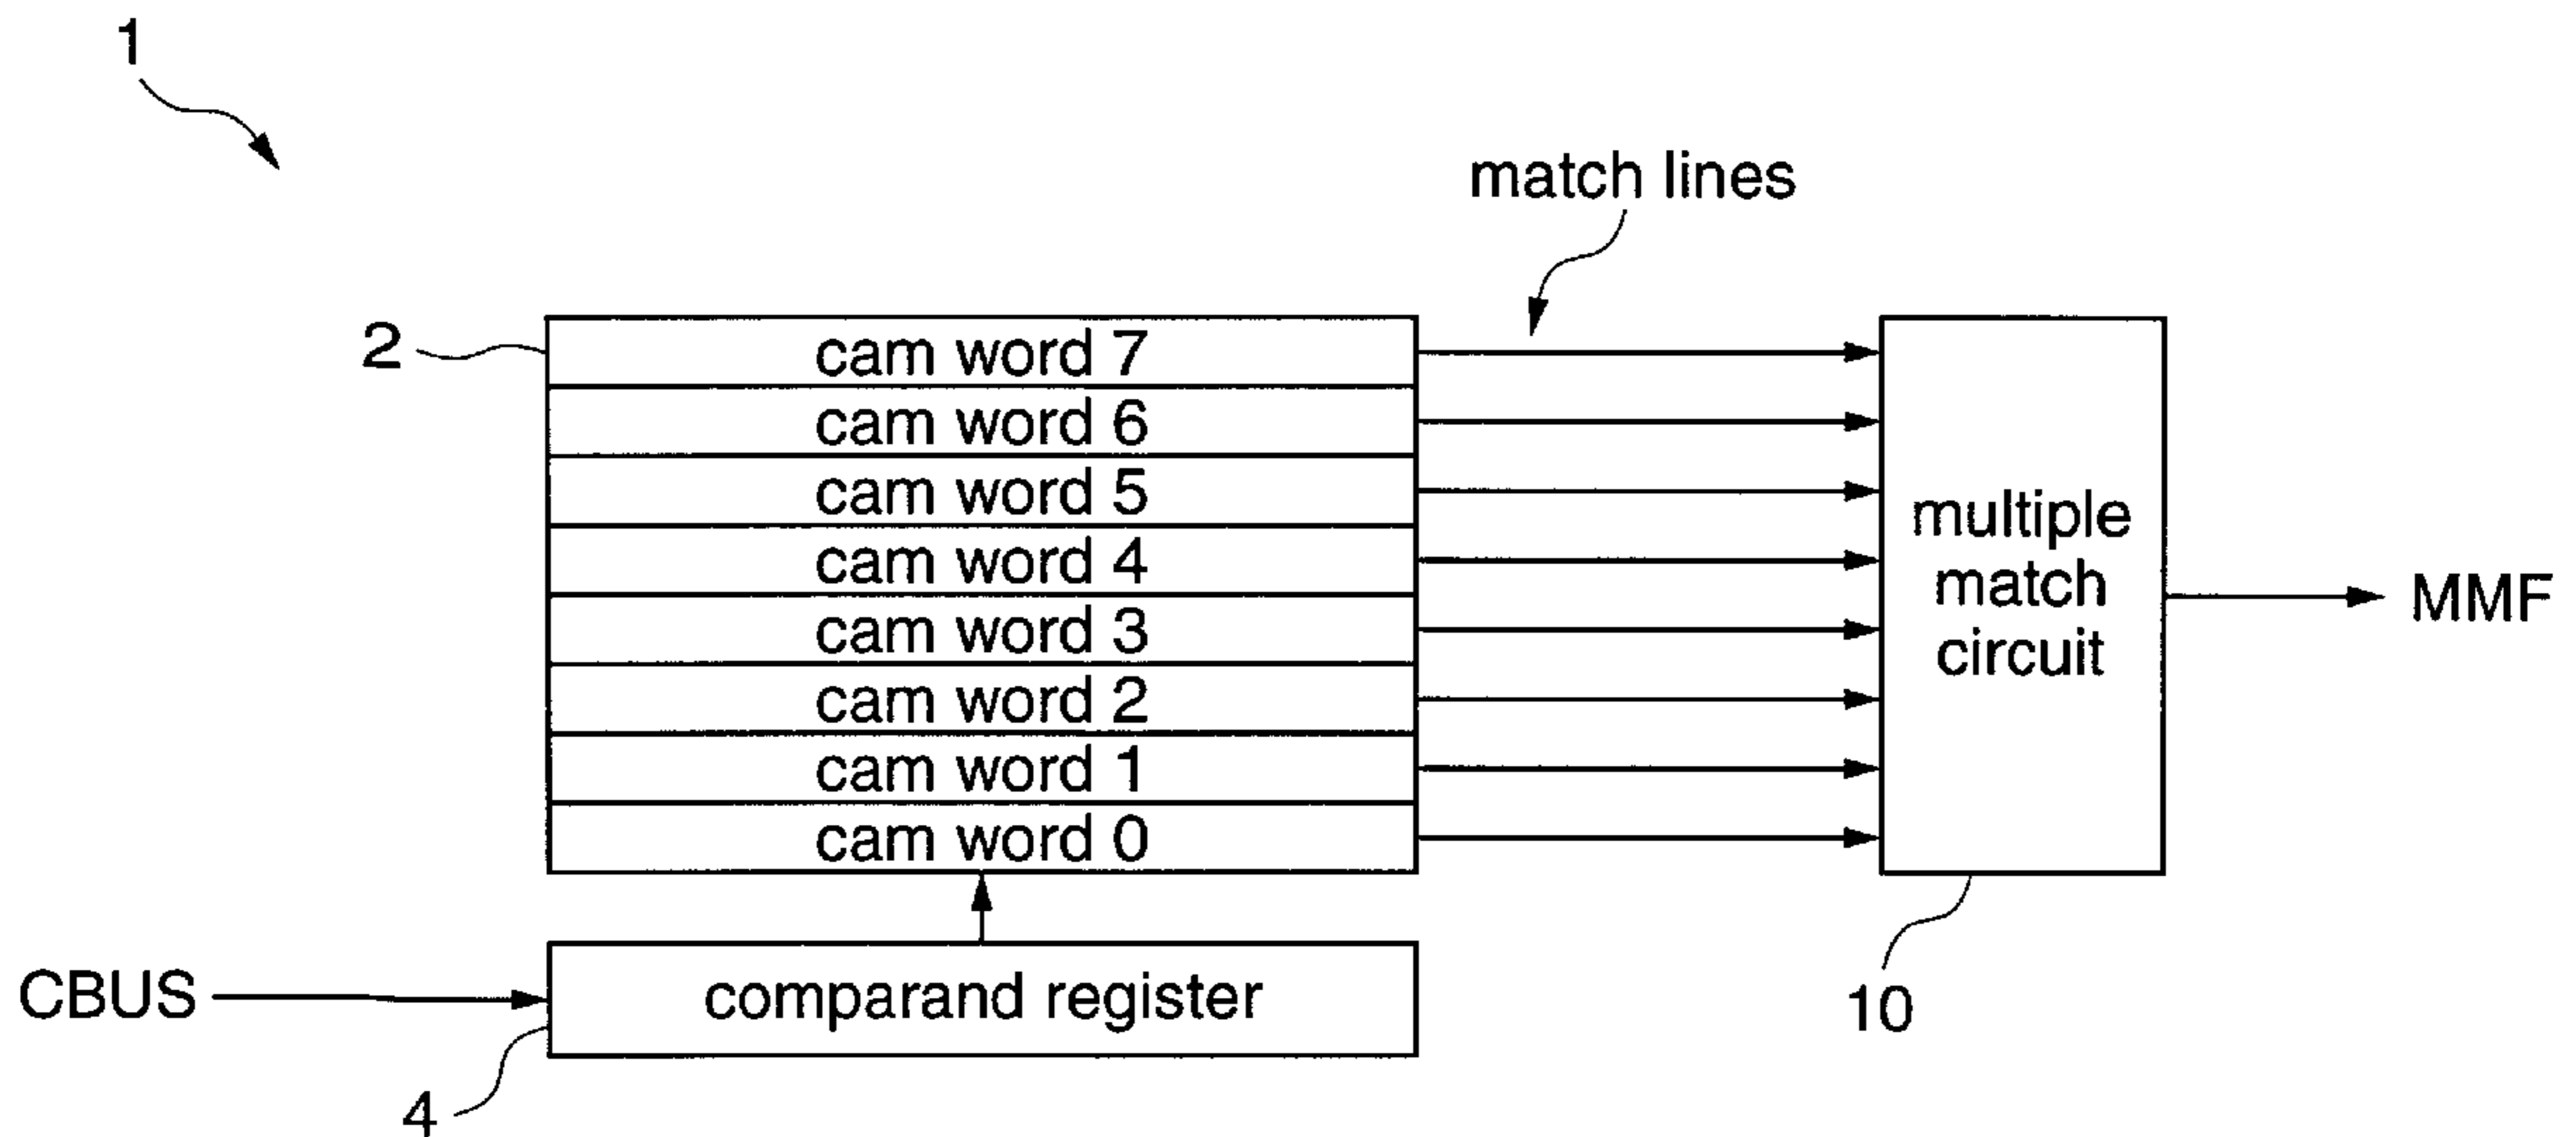 1
match lines
2
cam word 7
cam word 6
cam word 5
cam word 4
cam word 3
cam word 2
cam word 1
cam word 0
multiple
match
circuit
MMF
CBUS
comparand register
10
4